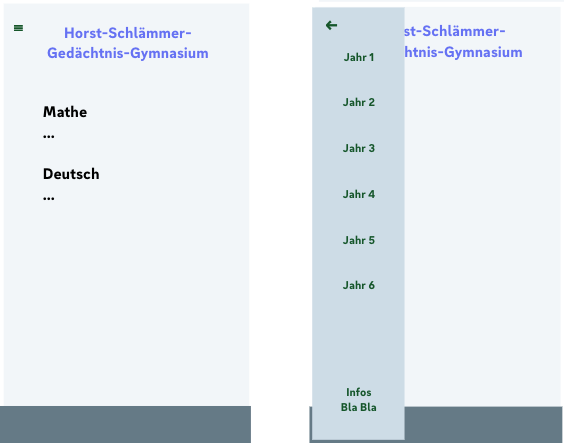 Horst-Schlämmer-
Gedächtnis-Gymnasium
Mathe
...
Deutsch
...
st-Schlämmer-
htnis-Gymnasium
Jahr 1
Jahr 2
Jahr 3
Jahr 4
Jahr 5
Jahr 6
Infos
Bla Bla